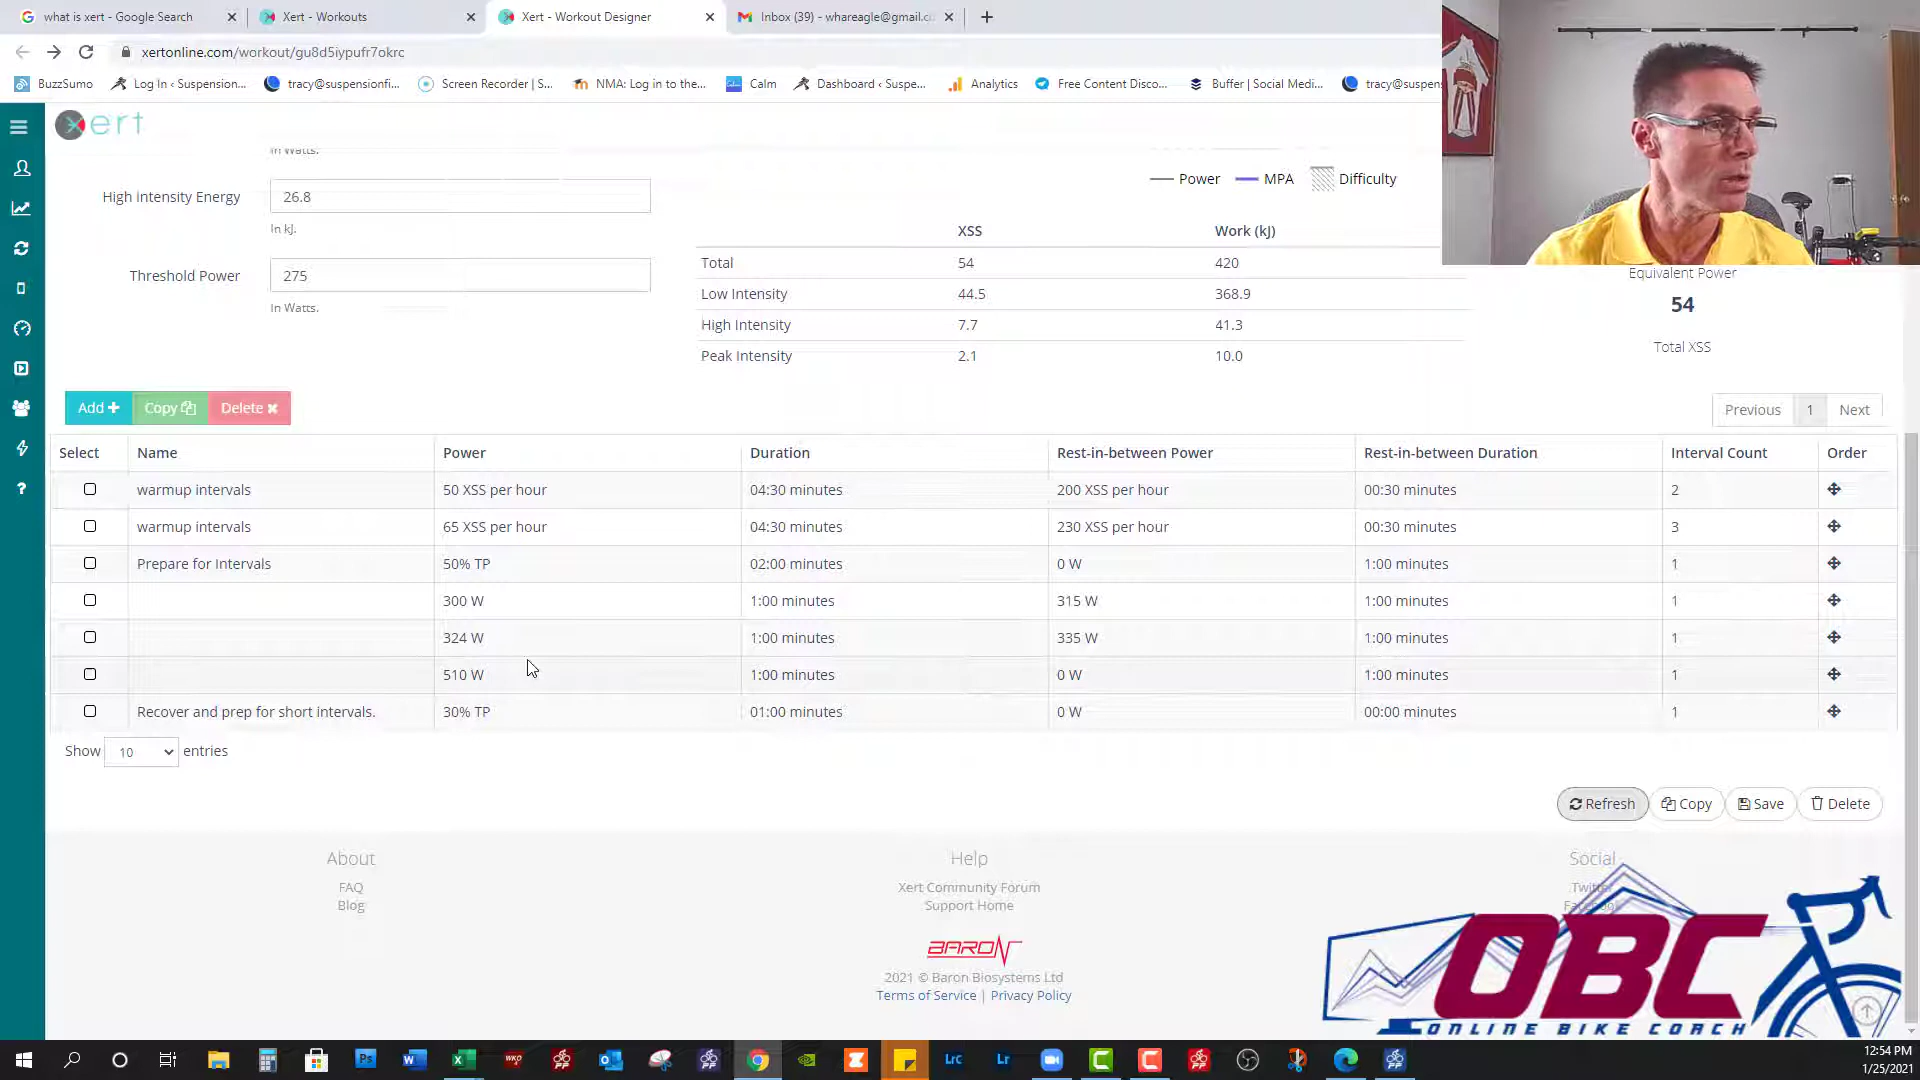 what is xert - Google Search
Xert - Workouts
Xert - Workout Designer
Inbox (39) - whareagle@gmail.c
xertonline.com/workout/gu8d5iypufr7okrc
BuzzSumo
Log In ‹ Suspension...
tracy@suspensionfi...
Screen Recorder | S...
NMA: Log in to the...
Calm
Dashboard ‹ Suspe...
Analytics
Free Content Disco...
Buffer | Social Medi...
tracy@suspens
xert
In Watts.
High intensity Energy
26.8
In kJ.
Threshold Power
275
In Watts.
Power MPA Difficulty
XSS Work (kJ)
Total 54 420
Low Intensity 44.5 368.9
High Intensity 7.7 41.3
Peak Intensity 2.1 10.0
Equivalent Power
54
Total XSS
Add Copy Delete
Previous 1 Next
Select Name Power Duration Rest-in-between Power Rest-in-between Duration Interval Count Order
warmup intervals 50 XSS per hour 04:30 minutes 200 XSS per hour 00:30 minutes 2
warmup intervals 65 XSS per hour 04:30 minutes 230 XSS per hour 00:30 minutes 3
Prepare for Intervals 50% TP 02:00 minutes 0 W 1:00 minutes 1
300 W 1:00 minutes 315 W 1:00 minutes 1
324 W 1:00 minutes 335 W 1:00 minutes 1
510 W 1:00 minutes 0 W 1:00 minutes 1
Recover and prep for short intervals. 30% TP 01:00 minutes 0 W 00:00 minutes 1
Show 10 entries
Refresh Copy Save Delete
About
FAQ
Blog
Help
Xert Community Forum
Support Home
Social
BARON
2021 © Baron Biosystems Ltd
Terms of Service | Privacy Policy
OBC
ONLINE BIKE COACH
12:54 PM
1/25/2021